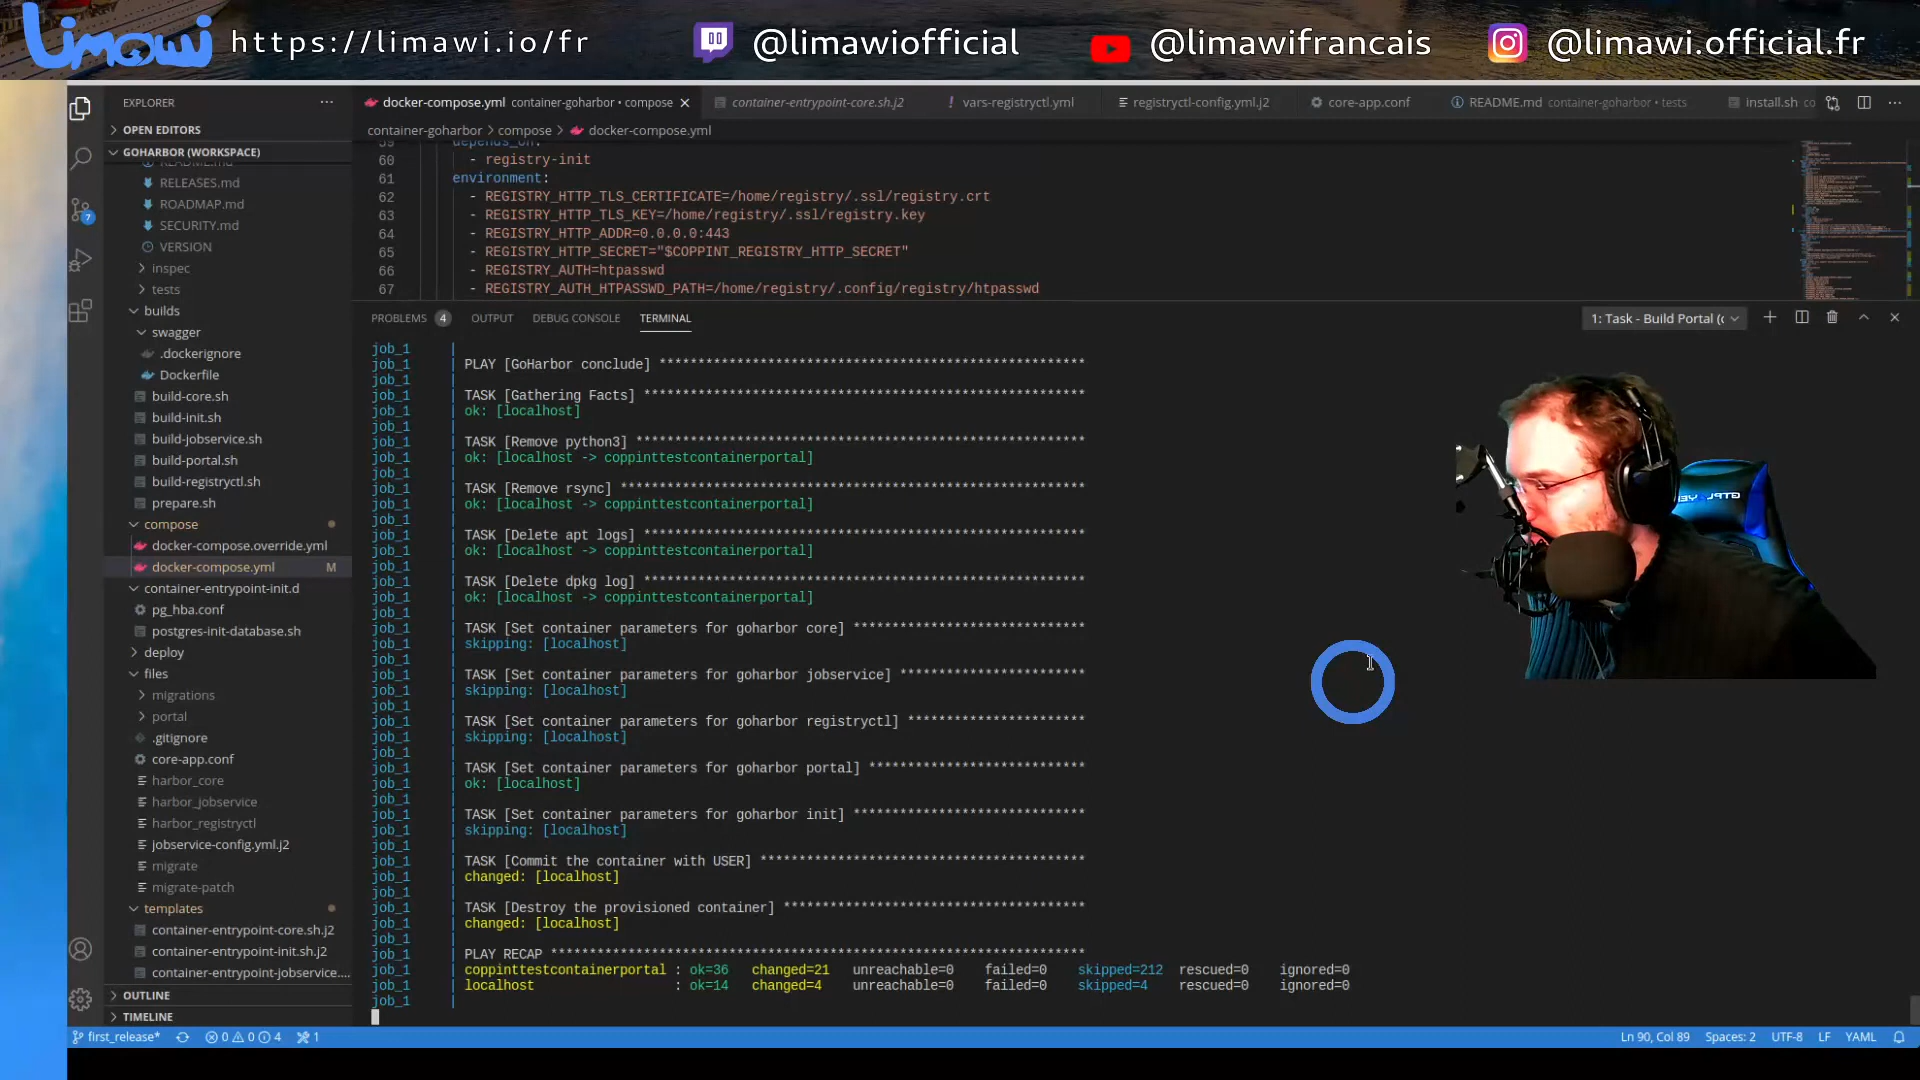 Limawi
https://limawi.io/fr
@limawiofficial
@limawifrancais
@limawi.official.fr
EXPLORER
OPEN EDITORS
GOHARBOR (WORKSPACE)
README.md
RELEASES.md
ROADMAP.md
SECURITY.md
VERSION
inspec
tests
builds
swagger
.dockerignore
Dockerfile
build-core.sh
build-init.sh
build-jobservice.sh
build-portal.sh
build-registryctl.sh
prepare.sh
compose
docker-compose.override.yml
docker-compose.yml M
container-entrypoint-init.d
pg_hba.conf
postgres-init-database.sh
deploy
files
migrations
portal
.gitignore
core-app.conf
harbor_core
harbor_jobservice
harbor_registryctl
jobservice-config.yml.j2
migrate
migrate-patch
templates
container-entrypoint-core.sh.j2
container-entrypoint-init.sh.j2
container-entrypoint-jobservice....
OUTLINE
TIMELINE
7
docker-compose.yml container-goharbor • compose
container-entrypoint-core.sh.j2
! vars-registryctl.yml
registryctl-config.yml.j2
core-app.conf
README.md container-goharbor • tests
install.sh co
container-goharbor > compose > docker-compose.yml
59 depends_on:
60 - registry-init
61 environment:
62 - REGISTRY_HTTP_TLS_CERTIFICATE=/home/registry/.ssl/registry.crt
63 - REGISTRY_HTTP_TLS_KEY=/home/registry/.ssl/registry.key
64 - REGISTRY_HTTP_ADDR=0.0.0.0:443
65 - REGISTRY_HTTP_SECRET="$COPPINT_REGISTRY_HTTP_SECRET"
66 - REGISTRY_AUTH=htpasswd
67 - REGISTRY_AUTH_HTPASSWD_PATH=/home/registry/.config/registry/htpasswd
PROBLEMS 4 OUTPUT DEBUG CONSOLE TERMINAL
1: Task - Build Portal (c
job_1 |
job_1 | PLAY [GoHarbor conclude] ******************************************************
job_1 |
job_1 | TASK [Gathering Facts] ********************************************************
job_1 | ok: [localhost]
job_1 |
job_1 | TASK [Remove python3] *********************************************************
job_1 | ok: [localhost -> coppinttestcontainerportal]
job_1 |
job_1 | TASK [Remove rsync] ***********************************************************
job_1 | ok: [localhost -> coppinttestcontainerportal]
job_1 |
job_1 | TASK [Delete apt logs] ********************************************************
job_1 | ok: [localhost -> coppinttestcontainerportal]
job_1 |
job_1 | TASK [Delete dpkg log] ********************************************************
job_1 | ok: [localhost -> coppinttestcontainerportal]
job_1 |
job_1 | TASK [Set container parameters for goharbor core] *****************************
job_1 | skipping: [localhost]
job_1 |
job_1 | TASK [Set container parameters for goharbor jobservice] ***********************
job_1 | skipping: [localhost]
job_1 |
job_1 | TASK [Set container parameters for goharbor registryctl] **********************
job_1 | skipping: [localhost]
job_1 |
job_1 | TASK [Set container parameters for goharbor portal] ***************************
job_1 | ok: [localhost]
job_1 |
job_1 | TASK [Set container parameters for goharbor init] *****************************
job_1 | skipping: [localhost]
job_1 |
job_1 | TASK [Commit the container with USER] *****************************************
job_1 | changed: [localhost]
job_1 |
job_1 | TASK [Destroy the provisioned container] **************************************
job_1 | changed: [localhost]
job_1 |
job_1 | PLAY RECAP ********************************************************************
job_1 | coppinttestcontainerportal : ok=36 changed=21 unreachable=0 failed=0 skipped=212 rescued=0 ignored=0
job_1 | localhost : ok=14 changed=4 unreachable=0 failed=0 skipped=4 rescued=0 ignored=0
job_1 |
first_release* 0 0 4 1
Ln 90, Col 89 Spaces: 2 UTF-8 LF YAML